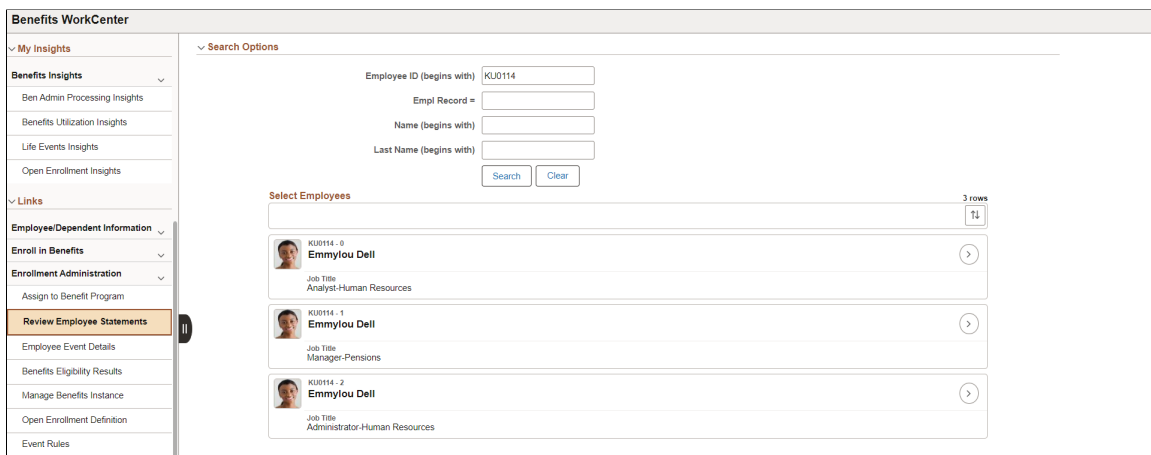 Benefits WorkCenter
My Insights
Benefits Insights
Ben Admin Processing Insights
Benefits Utilization Insights
Life Events Insights
Open Enrollment Insights
Links
Employee/Dependent Information
Enroll in Benefits
Enrollment Administration
Assign to Benefit Program
Review Employee Statements
Employee Event Details
Benefits Eligibility Results
Manage Benefits Instance
Open Enrollment Definition
Event Rules
Search Options
Employee ID (begins with) KU0114
Empl Record =
Name (begins with)
Last Name (begins with)
Search Clear
Select Employees
3 rows
KU0114 - 0
Emmylou Dell
Job Title
Analyst-Human Resources
KU0114 - 1
Emmylou Dell
Job Title
Manager-Pensions
KU0114 - 2
Emmylou Dell
Job Title
Administrator-Human Resources